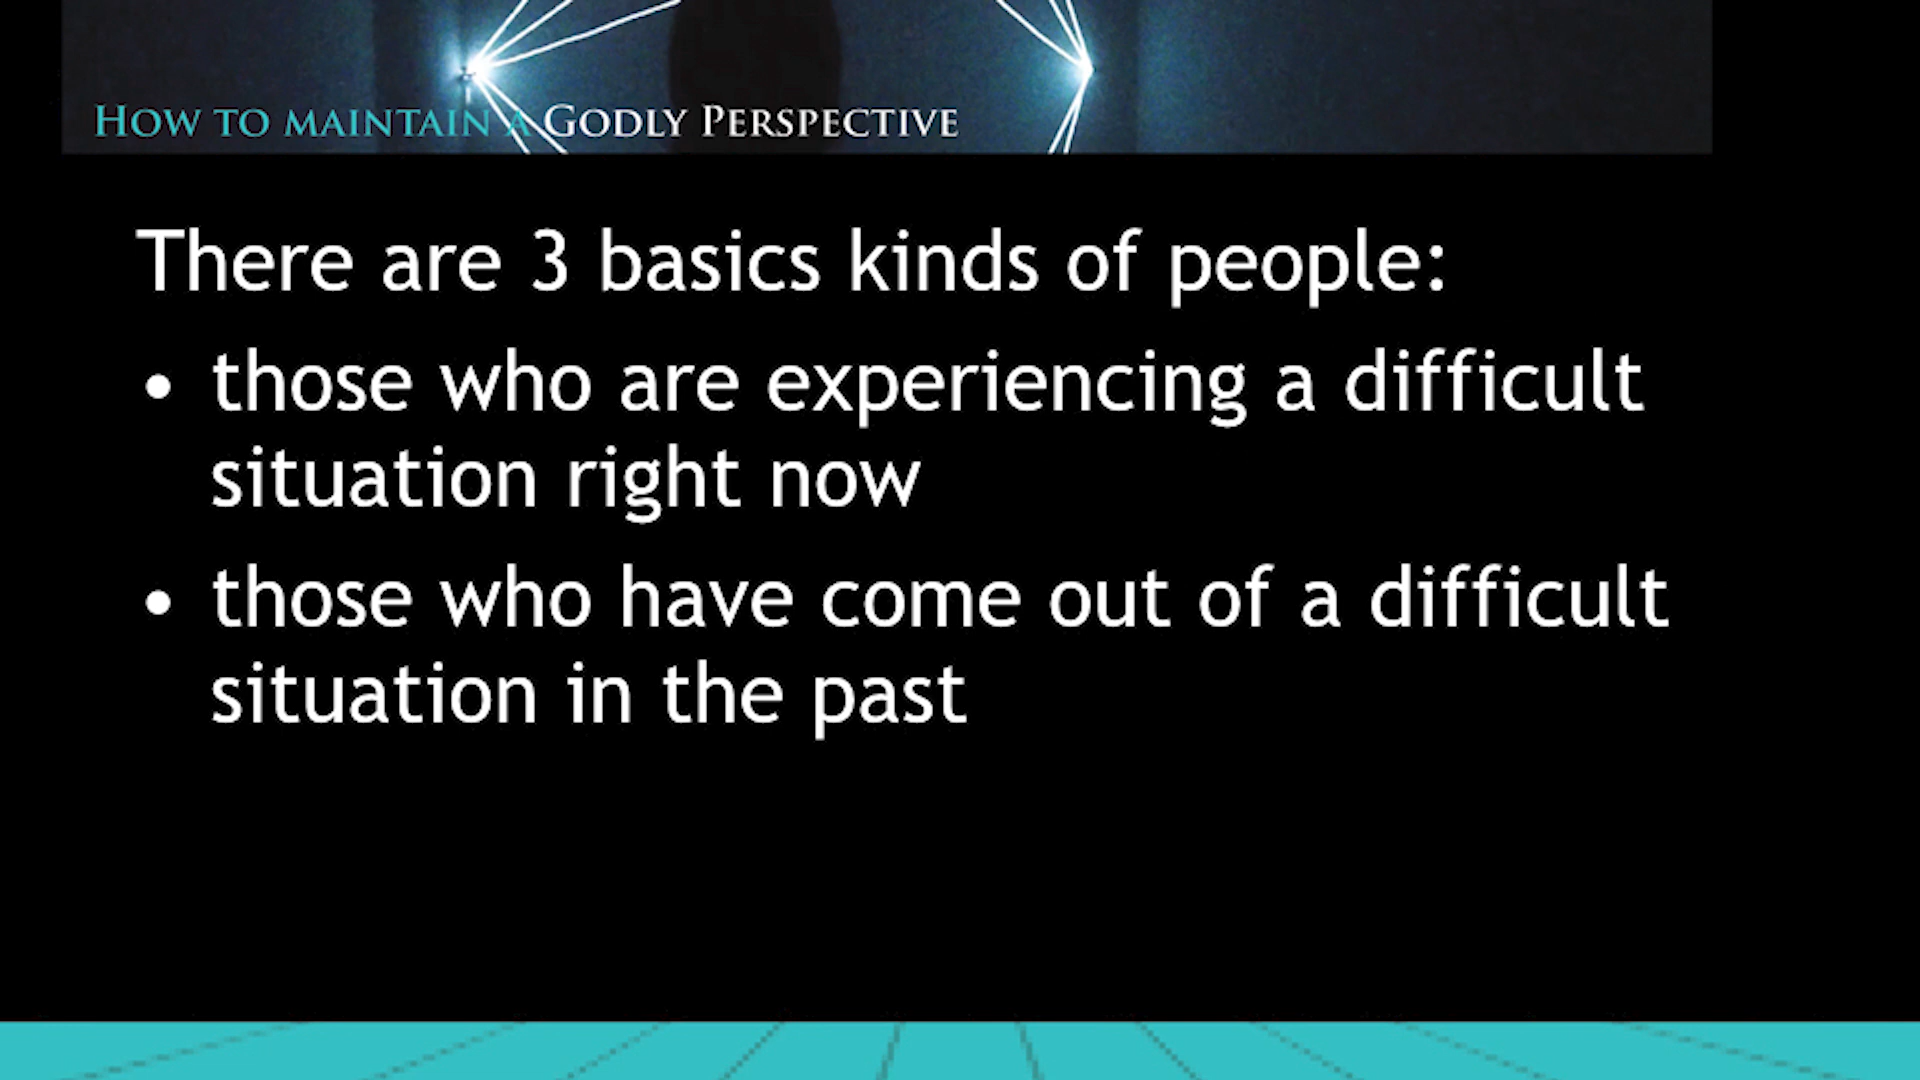 How to maintain a Godly Perspective
There are 3 basics kinds of people:
• those who are experiencing a difficult
situation right now
• those who have come out of a difficult
situation in the past